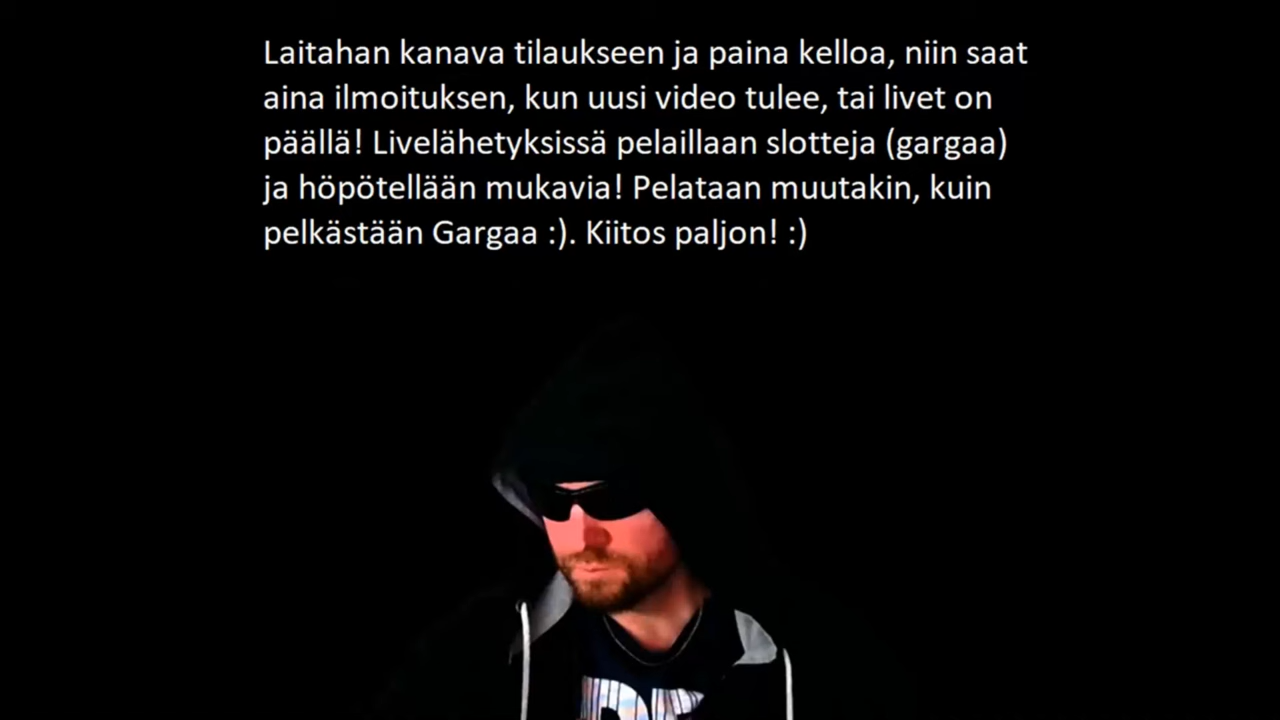 Laitahan kanava tilaukseen ja paina kelloa, niin saat
aina ilmoituksen, kun uusi video tulee, tai livet on
päällä! Livelähetyksissä pelaillaan slotteja (gargaa)
ja höpötellään mukavia! Pelataan muutakin, kuin
pelkästään Gargaa :). Kiitos paljon! :)